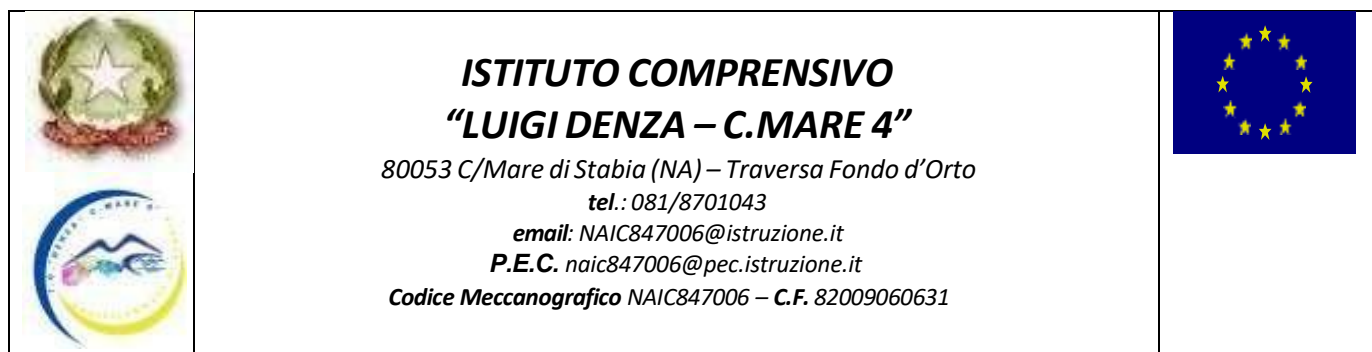 ISTITUTO COMPRENSIVO
“LUIGI DENZA – C.MARE 4”
80053 C/Mare di Stabia (NA) – Traversa Fondo d’Orto
tel.: 081/8701043
email: NAIC847006@istruzione.it
P.E.C. naic847006@pec.istruzione.it
Codice Meccanografico NAIC847006 – C.F. 82009060631